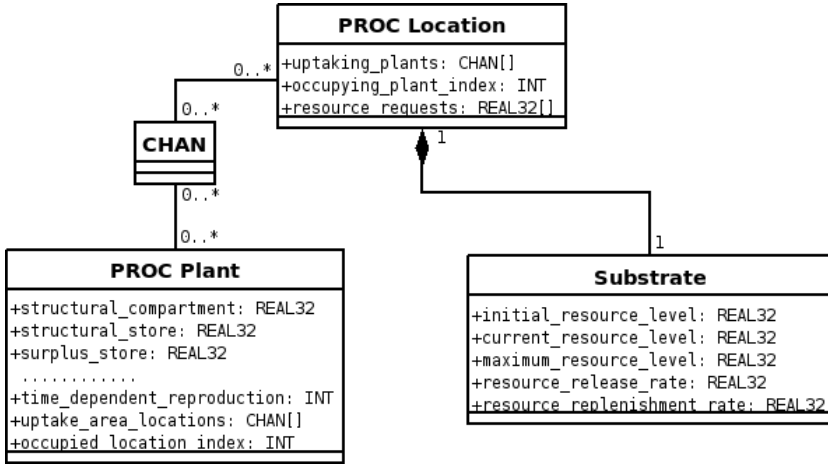 PROC Location
+uptaking_plants: CHAN[]
+occupying_plant_index: INT
+resource_requests: REAL32[]
0..*
1
0..*
CHAN
0..*
0..*
1
PROC Plant
+structural_compartment: REAL32
+structural_store: REAL32
+surplus_store: REAL32
............
+time_dependent_reproduction: INT
+uptake_area_locations: CHAN[]
+occupied_location_index: INT
Substrate
+initial_resource_level: REAL32
+current_resource_level: REAL32
+maximum_resource_level: REAL32
+resource_release_rate: REAL32
+resource_replenishment_rate: REAL32